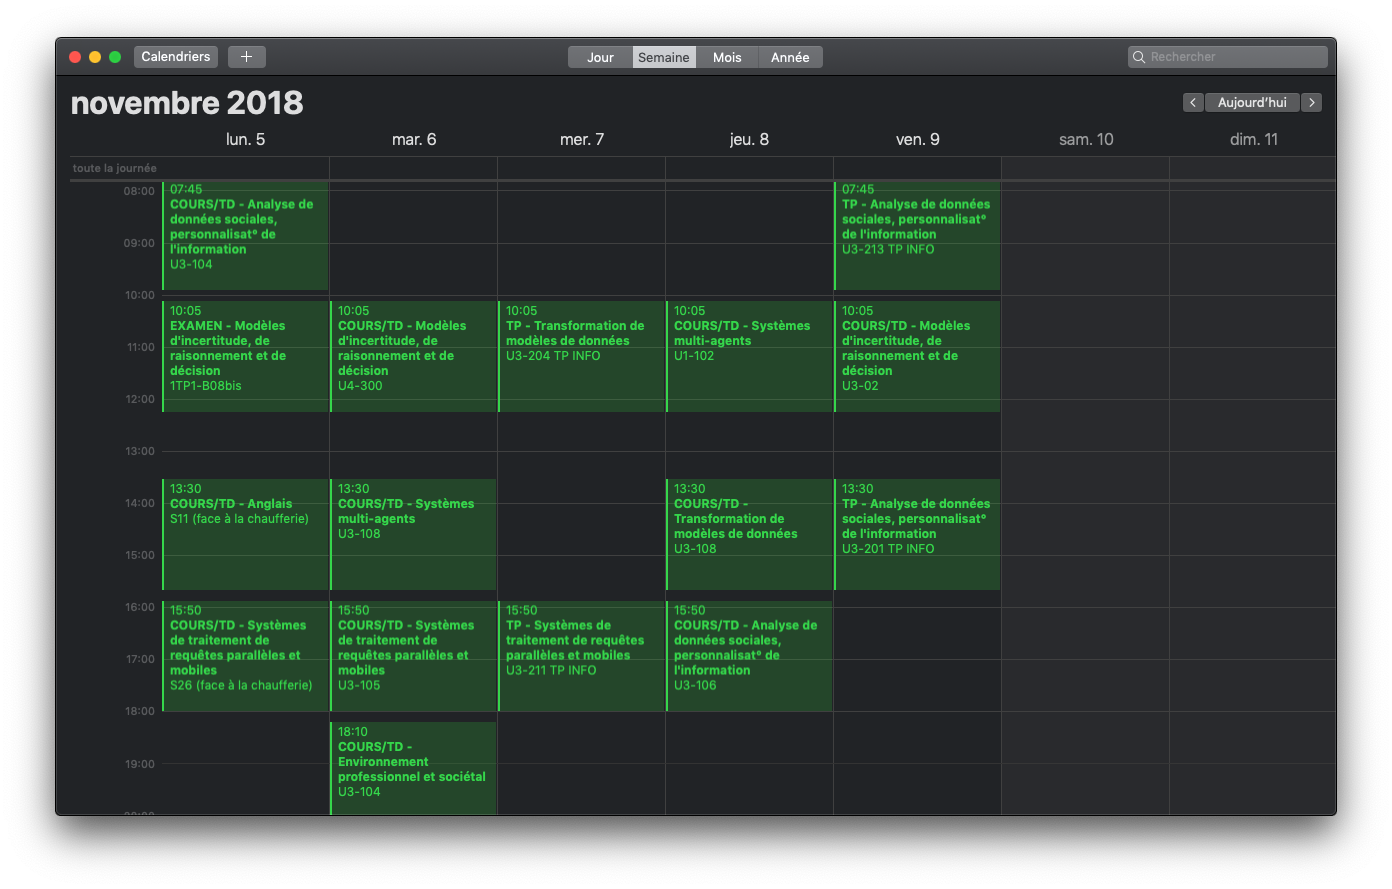 Calendriers
+
Jour
Semaine
Mois
Année
Rechercher
novembre 2018
<
Aujourd'hui
>
lun. 5
mar. 6
mer. 7
jeu. 8
ven. 9
sam. 10
dim. 11
toute la journée
08:00
09:00
10:00
11:00
12:00
13:00
14:00
15:00
16:00
17:00
18:00
19:00
07:45
COURS/TD - Analyse de
données sociales,
personnalisat° de
l'information
U3-104
10:05
EXAMEN - Modèles
d'incertitude, de
raisonnement et de
décision
1TP1-B08bis
13:30
COURS/TD - Anglais
S11 (face à la chaufferie)
15:50
COURS/TD - Systèmes
de traitement de
requêtes parallèles et
mobiles
S26 (face à la chaufferie)
10:05
COURS/TD - Modèles
d'incertitude, de
raisonnement et de
décision
U4-300
13:30
COURS/TD - Systèmes
multi-agents
U3-108
15:50
COURS/TD - Systèmes
de traitement de
requêtes parallèles et
mobiles
U3-105
18:10
COURS/TD -
Environnement
professionnel et sociétal
U3-104
10:05
TP - Transformation de
modèles de données
U3-204 TP INFO
15:50
TP - Systèmes de
traitement de requêtes
parallèles et mobiles
U3-211 TP INFO
10:05
COURS/TD - Systèmes
multi-agents
U1-102
13:30
COURS/TD -
Transformation de
modèles de données
U3-108
15:50
COURS/TD - Analyse de
données sociales,
personnalisat° de
l'information
U3-106
07:45
TP - Analyse de données
sociales, personnalisat°
de l'information
U3-213 TP INFO
10:05
COURS/TD - Modèles
d'incertitude, de
raisonnement et de
décision
U3-02
13:30
TP - Analyse de données
sociales, personnalisat°
de l'information
U3-201 TP INFO